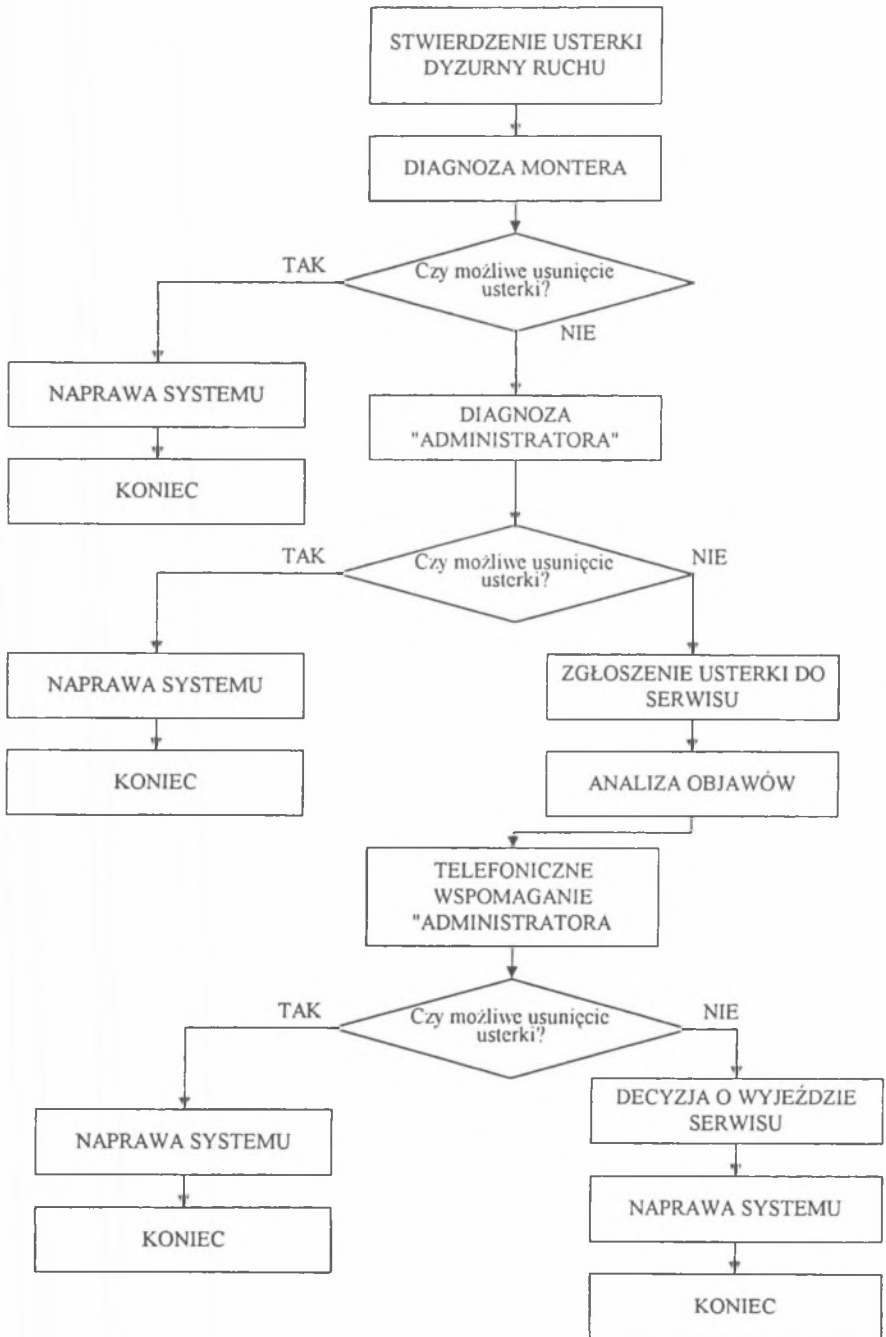 STWIERDZENIE USTERKI
DYZURNY RUCHU
DIAGNOZA MONTERA
TAK
Czy możliwe usunięcie
usterki?
NIE
NAPRAWA SYSTEMU
DIAGNOZA
"ADMINISTRATORA"
KONIEC
TAK
Czy możliwe usunięcie
usterki?
NIE
NAPRAWA SYSTEMU
ZGŁOSZENIE USTERKI DO
SERWISU
KONIEC
ANALIZA OBJAWÓW
TELEFONICZNE
WSPOMAGANIE
"ADMINISTRATORA
TAK
Czy możliwe usunięcie
usterki?
NIE
NAPRAWA SYSTEMU
DECYZJA O WYJEŹDZIE
SERWISU
KONIEC
NAPRAWA SYSTEMU
KONIEC